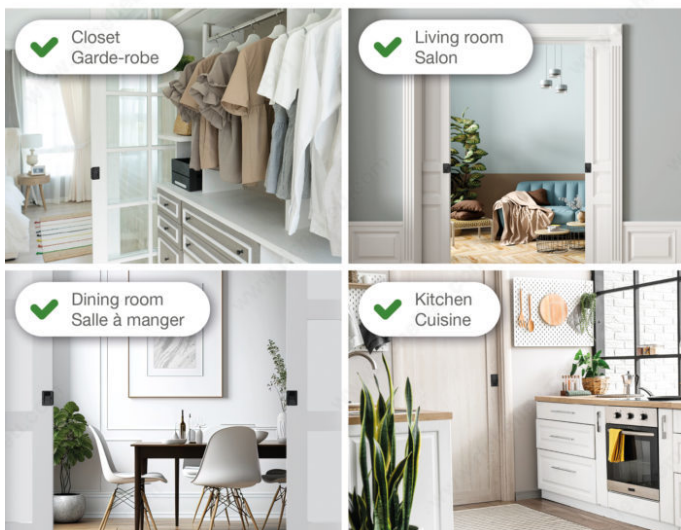 Closet
Garde-robe
Living room
Salon
Dining room
Salle à manger
Kitchen
Cuisine